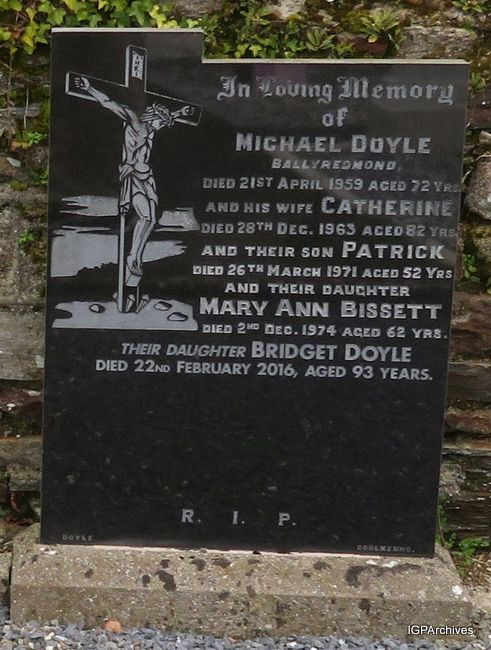 INRI
In Loving Memory
of
MICHAEL DOYLE
BALLYREDMOND
DIED 21ST APRIL 1959 AGED 72 YRS
AND HIS WIFE CATHERINE
DIED 28TH DEC. 1963 AGED 82 YRS.
AND THEIR SON PATRICK
DIED 26TH MARCH 1971 AGED 52 YRS
AND THEIR DAUGHTER
MARY ANN BISSETT
DIED 2ND DEC. 1974 AGED 62 YRS.
THEIR DAUGHTER BRIDGET DOYLE
DIED 22ND FEBRUARY 2016, AGED 93 YEARS.
R. I. P.
DOYLE
COOLKENNO.
IGPArchives